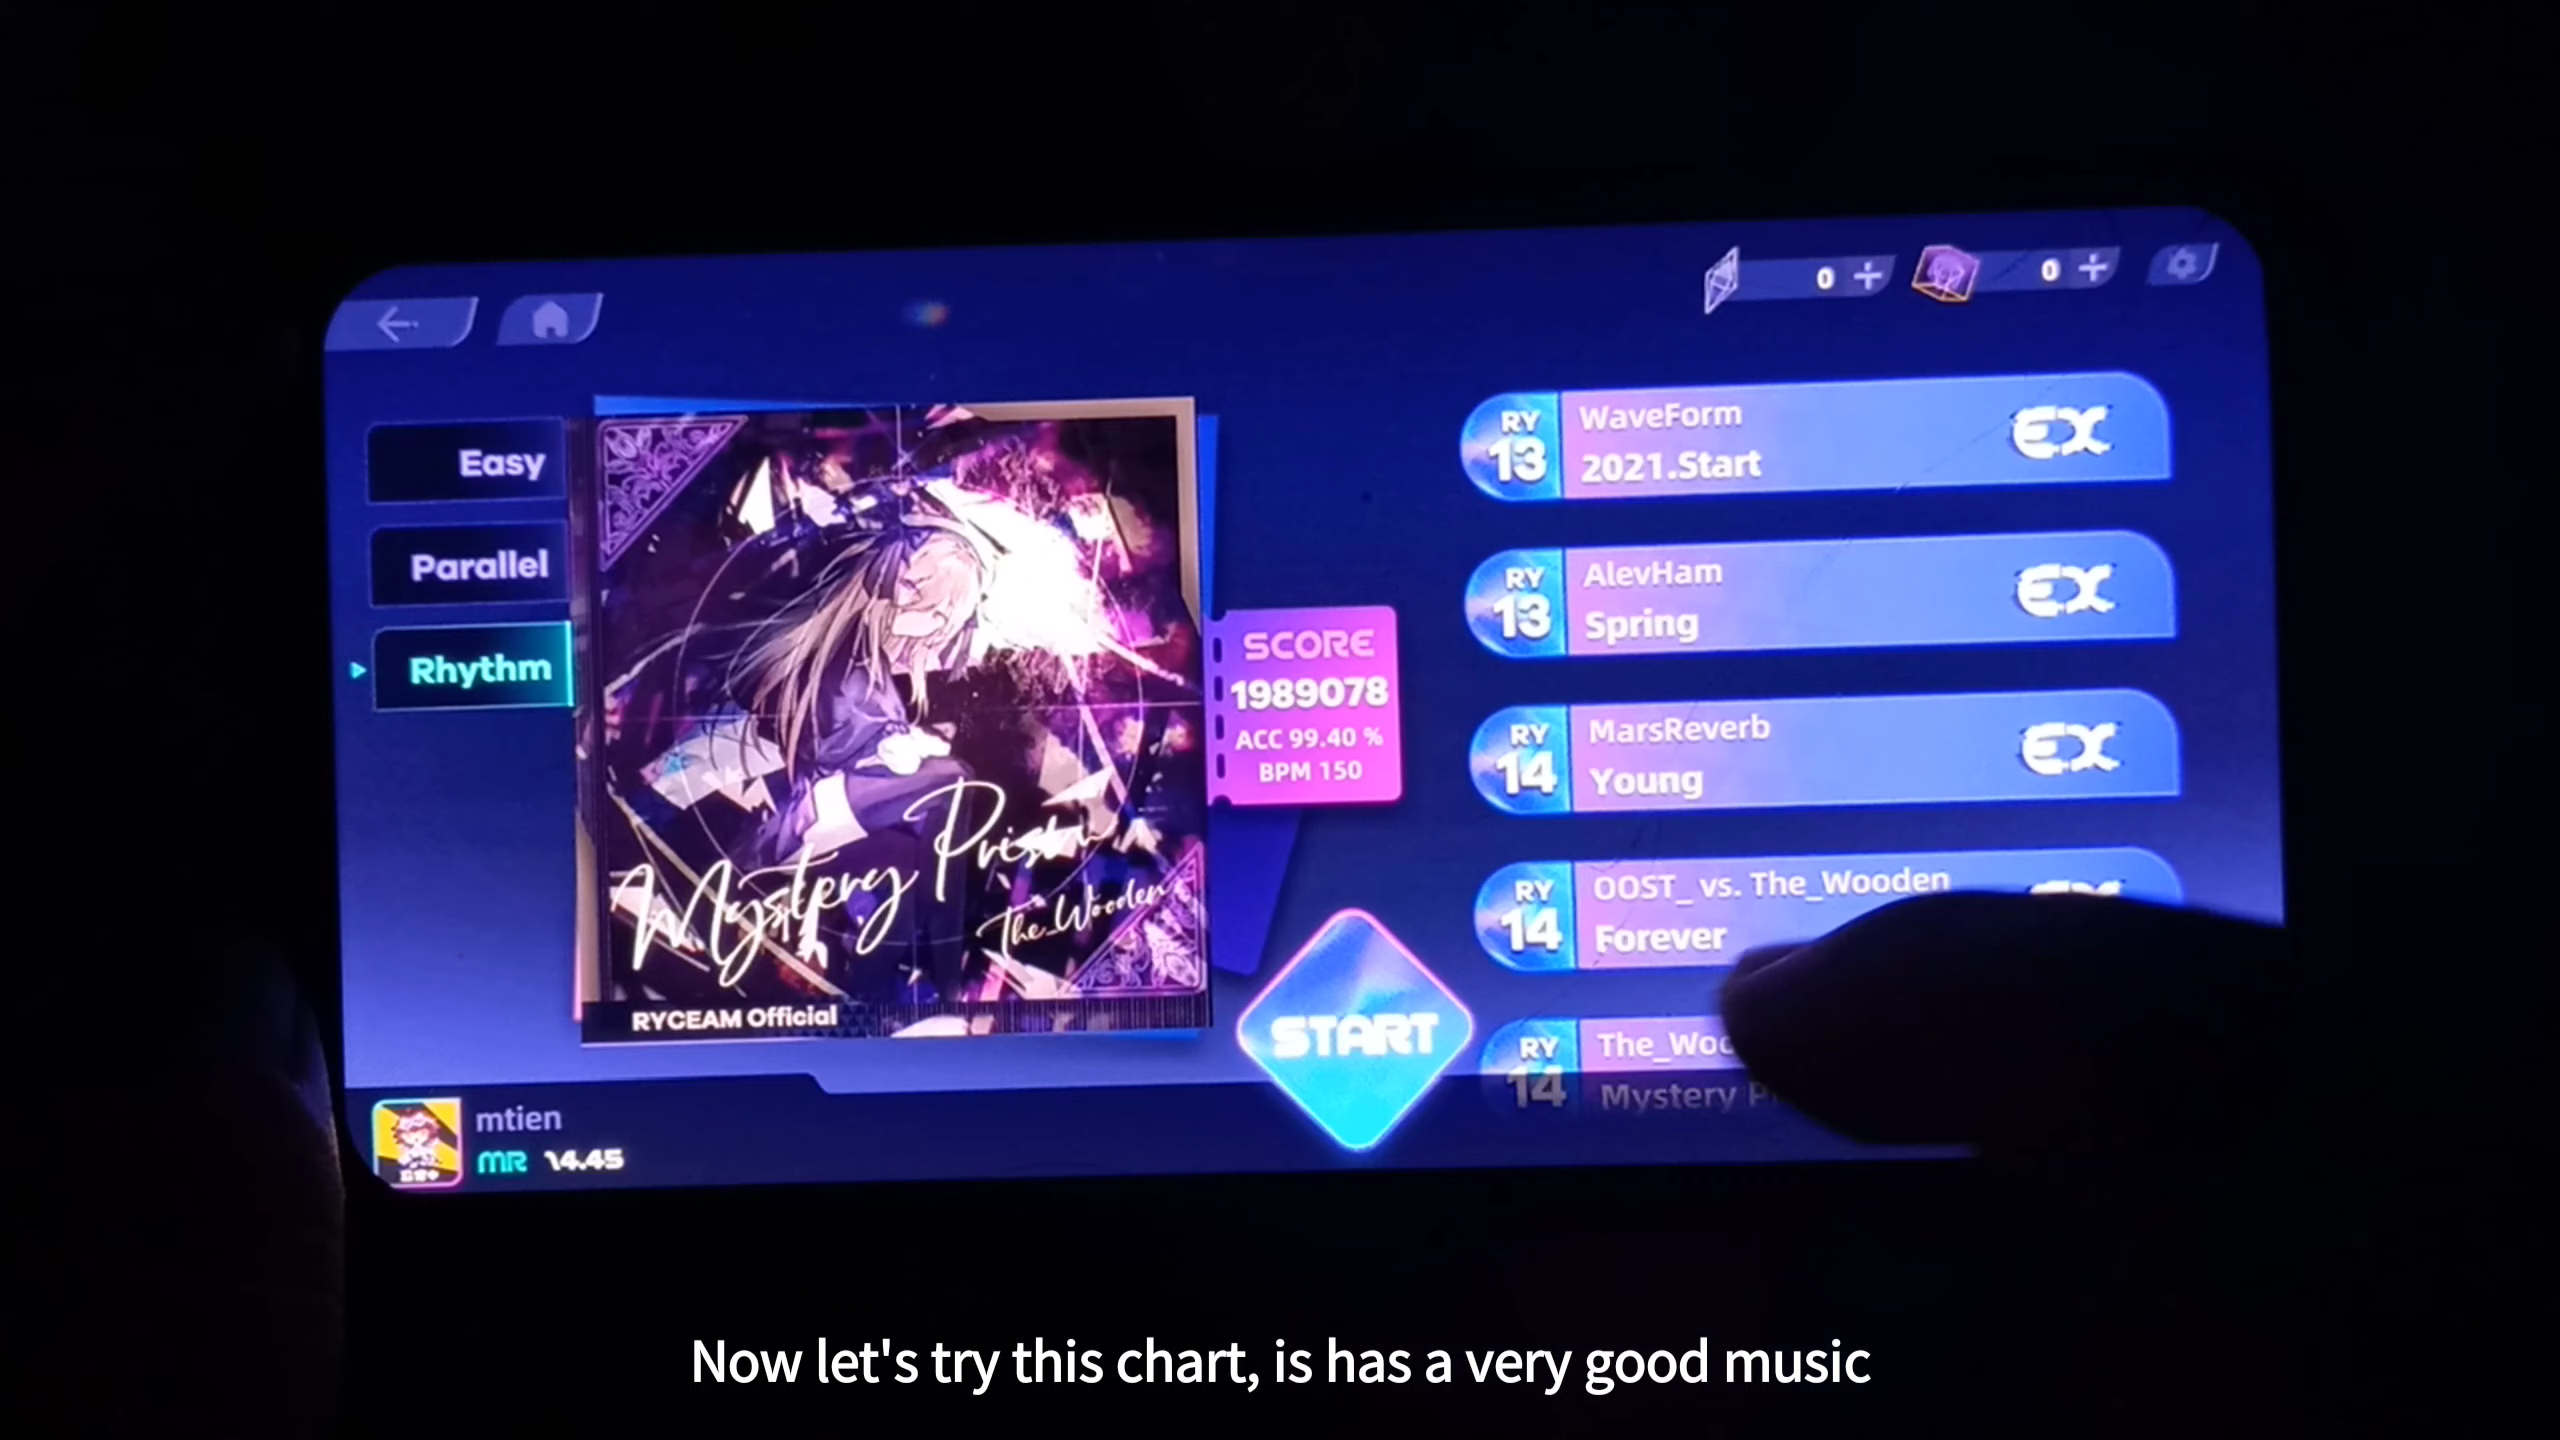 0
0
Easy
Parallel
Rhythm
Mystery Prism
The_Wooden
RYCEAM Official
SCORE
1989078
ACC 99.40 %
BPM 150
START
RY
13
WaveForm
2021.Start
EX
RY
13
AlevHam
Spring
EX
RY
14
MarsReverb
Young
EX
RY
14
OOST_ vs. The_Wooden
Forever
RY
14
Mystery
mtien
MR 14.45
Now let's try this chart, is has a very good music